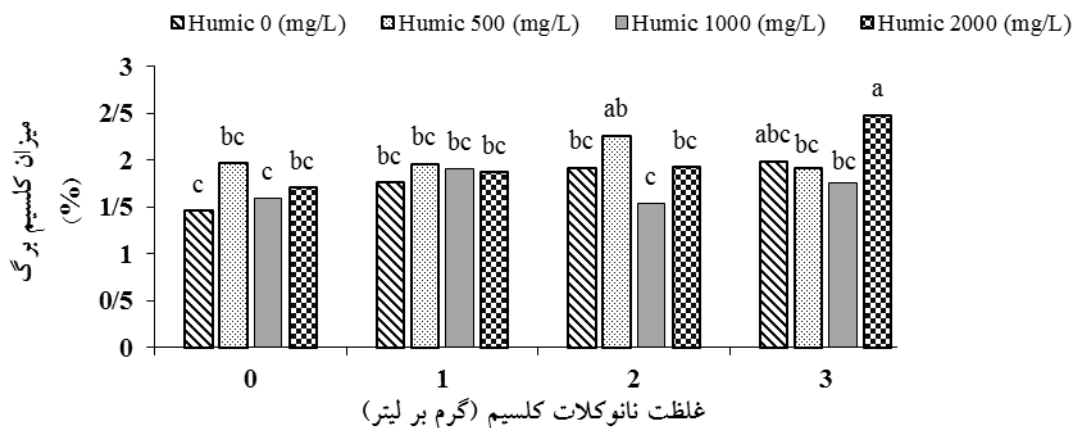 Humic 0 (mg/L) Humic 500 (mg/L) Humic 1000 (mg/L) Humic 2000 (mg/L)
میزان کلسیم برگ
(%)
3
2/5
2
1/5
1
0/5
0
c bc c bc
bc bc bc bc
bc ab c bc
abc bc bc a
0 1 2 3
غلظت نانوکلات کلسیم (گرم بر لیتر)